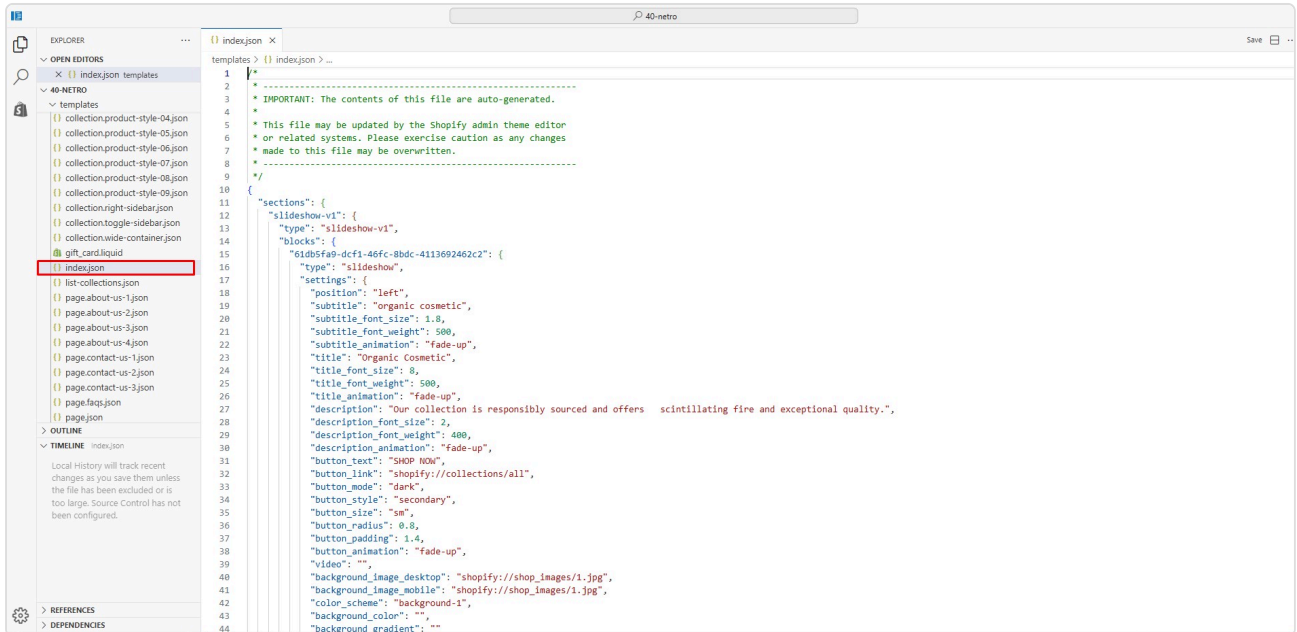 40-netro
EXPLORER
OPEN EDITORS
index.json templates
40-NETRO
templates
collection.product-style-04.json
collection.product-style-05.json
collection.product-style-06.json
collection.product-style-07.json
collection.product-style-08.json
collection.product-style-09.json
collection.right-sidebar.json
collection.toggle-sidebar.json
collection.wide-container.json
gift_card.liquid
index.json
list-collections.json
page.about-us-1.json
page.about-us-2.json
page.about-us-3.json
page.about-us-4.json
page.contact-us-1.json
page.contact-us-2.json
page.contact-us-3.json
page.faqs.json
page.json
OUTLINE
TIMELINE index.json
Local History will track recent
changes as you save them unless
the file has been excluded or is
too large. Source Control has not
been configured.
REFERENCES
DEPENDENCIES
{} index.json
Save
templates > {} index.json > ...
1 /*
2 * ------------------------------------------------------------
3 * IMPORTANT: The contents of this file are auto-generated.
4 *
5 * This file may be updated by the Shopify admin theme editor
6 * or related systems. Please exercise caution as any changes
7 * made to this file may be overwritten.
8 * ------------------------------------------------------------
9 */
10 {
11 "sections": {
12 "slideshow-v1": {
13 "type": "slideshow-v1",
14 "blocks": {
15 "61db5fa9-dcf1-46fc-8bdc-4113692462c2": {
16 "type": "slideshow",
17 "settings": {
18 "position": "left",
19 "subtitle": "organic cosmetic",
20 "subtitle_font_size": 1.8,
21 "subtitle_font_weight": 500,
22 "subtitle_animation": "fade-up",
23 "title": "Organic Cosmetic",
24 "title_font_size": 8,
25 "title_font_weight": 500,
26 "title_animation": "fade-up",
27 "description": "Our collection is responsibly sourced and offers   scintillating fire and exceptional quality.",
28 "description_font_size": 2,
29 "description_font_weight": 400,
30 "description_animation": "fade-up",
31 "button_text": "SHOP NOW",
32 "button_link": "shopify://collections/all",
33 "button_mode": "dark",
34 "button_style": "secondary",
35 "button_size": "sm",
36 "button_radius": 0.8,
37 "button_padding": 1.4,
38 "button_animation": "fade-up",
39 "video": "",
40 "background_image_desktop": "shopify://shop_images/1.jpg",
41 "background_image_mobile": "shopify://shop_images/1.jpg",
42 "color_scheme": "background-1",
43 "background_color": "",
44 "background_gradient": ""